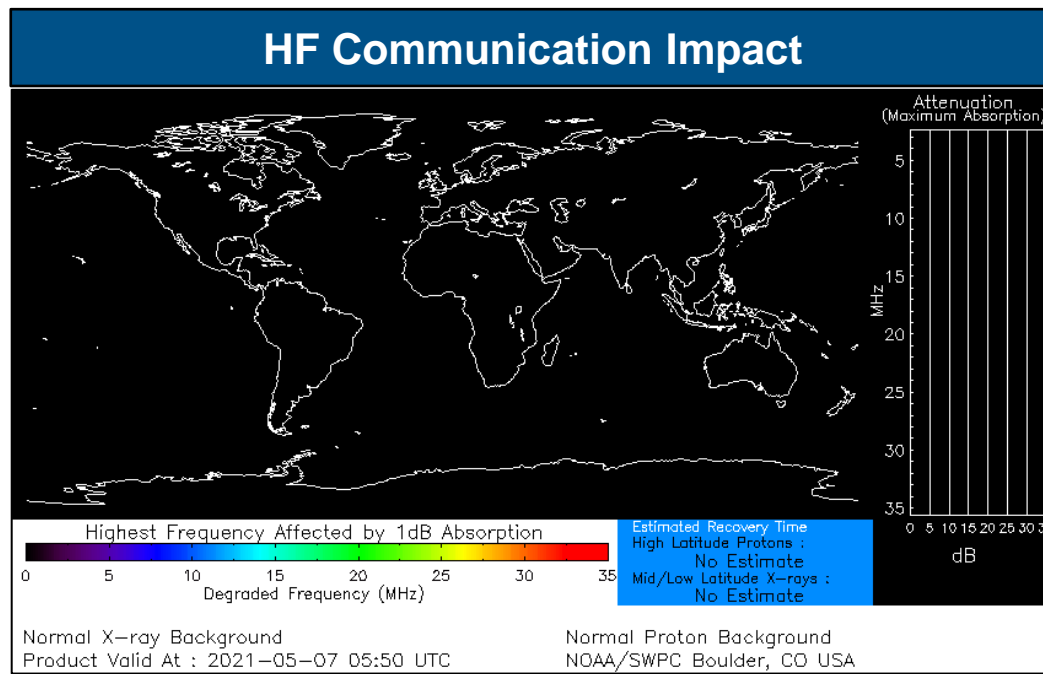 HF Communication Impact
Attenuation
(Maximum Absorption)
5
10
15
20
25
30
35
MHz
0 5 10 15 20 25 30
dB
Highest Frequency Affected by 1dB Absorption
0 5 10 15 20 25 30 35
Degraded Frequency (MHz)
Estimated Recovery Time
High Latitude Protons :
No Estimate
Mid/Low Latitude X-rays :
No Estimate
Normal X-ray Background
Product Valid At : 2021-05-07 05:50 UTC
Normal Proton Background
NOAA/SWPC Boulder, CO USA